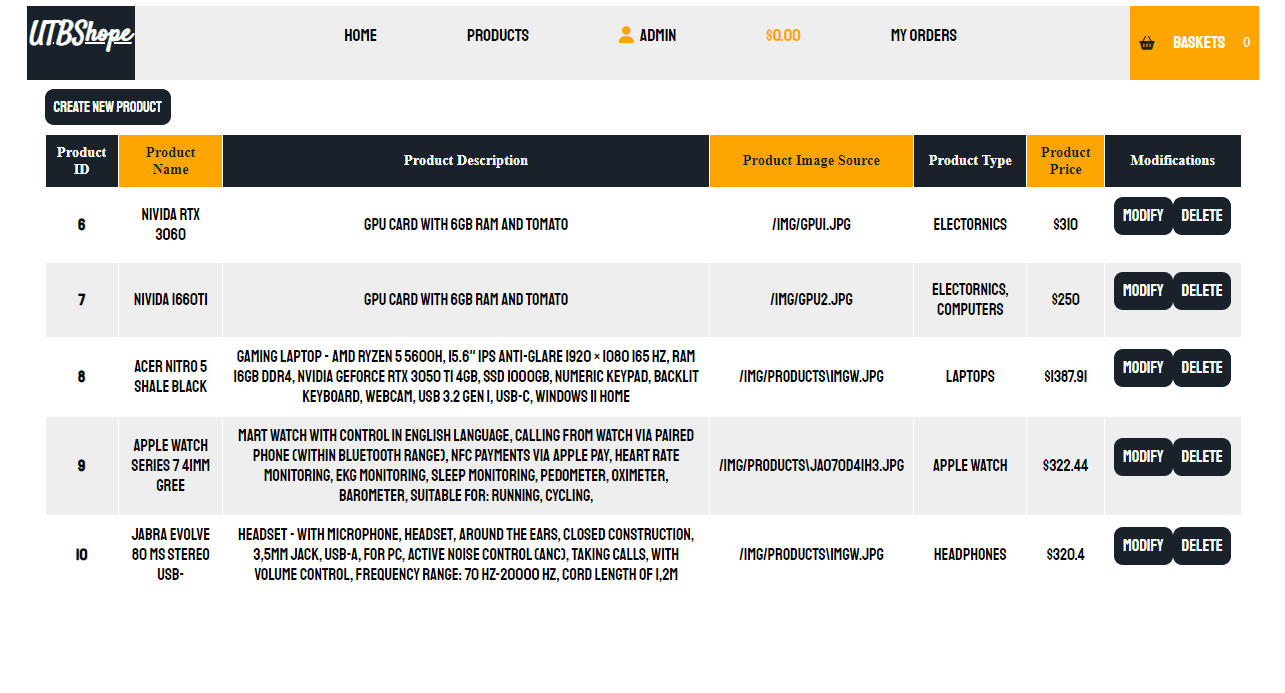 UTBShope
HOME PRODUCTS ADMIN $0.00 MY ORDERS BASKETS 0
CREATE NEW PRODUCT
Product ID Product Name Product Description Product Image Source Product Type Product Price Modifications
6 NIVIDA RTX 3060 GPU CARD WITH 6GB RAM AND TOMATO /IMG/GPU1.JPG ELECTORNICS $310 MODIFY DELETE
7 NIVIDA 1660TI GPU CARD WITH 6GB RAM AND TOMATO /IMG/GPU2.JPG ELECTORNICS, COMPUTERS $250 MODIFY DELETE
8 ACER NITRO 5 SHALE BLACK
GAMING LAPTOP - AMD RYZEN 5 5600H, 15.6" IPS ANTI-GLARE 1920 × 1080 165 HZ, RAM
16GB DDR4, NVIDIA GEFORCE RTX 3050 TI 4GB, SSD 1000GB, NUMERIC KEYPAD, BACKLIT
KEYBOARD, WEBCAM, USB 3.2 GEN 1, USB-C, WINDOWS 11 HOME
/IMG/PRODUCTS\IMGW.JPG LAPTOPS $1387.91 MODIFY DELETE
9 APPLE WATCH SERIES 7 41MM GREE
MART WATCH WITH CONTROL IN ENGLISH LANGUAGE, CALLING FROM WATCH VIA PAIRED
PHONE (WITHIN BLUETOOTH RANGE), NFC PAYMENTS VIA APPLE PAY, HEART RATE
MONITORING, EKG MONITORING, SLEEP MONITORING, PEDOMETER, OXIMETER,
BAROMETER, SUITABLE FOR: RUNNING, CYCLING,
/IMG/PRODUCTS\JA070D41H3.JPG APPLE WATCH $322.44 MODIFY DELETE
10 JABRA EVOLVE 80 MS STEREO USB-
HEADSET - WITH MICROPHONE, HEADSET, AROUND THE EARS, CLOSED CONSTRUCTION,
3,5MM JACK, USB-A, FOR PC, ACTIVE NOISE CONTROL (ANC), TAKING CALLS, WITH
VOLUME CONTROL, FREQUENCY RANGE: 70 HZ-20000 HZ, CORD LENGTH OF 1,2M
/IMG/PRODUCTS\IMGW.JPG HEADPHONES $320.4 MODIFY DELETE